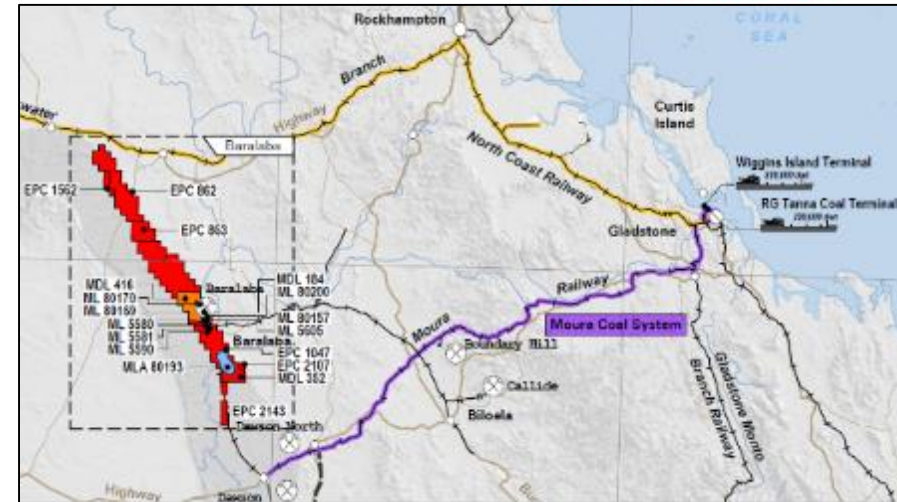 CORAL
SEA
Rockhampton
Branch
Highway
water
Baralaba
Curtis
Island
North Coast Railway
Wiggins Island Terminal
RG Tanna Coal Terminal
Gladstone
EPC 1562
EPC 862
EPC 863
MDL 416
ML 80170
ML 80169
ML 5580
ML 5581
ML 5590
MLA 80193
Baralaba
MDL 184
ML 80200
ML 80157
ML 5605
Baralaba
EPC 1047
EPC 2107
MDL 352
EPC 2143
Moura
Railway
Moura Coal System
Boundary Hill
Callide
Biloela
Dawson North
Dawson
Highway
Branch Railway
Gladstone Monto